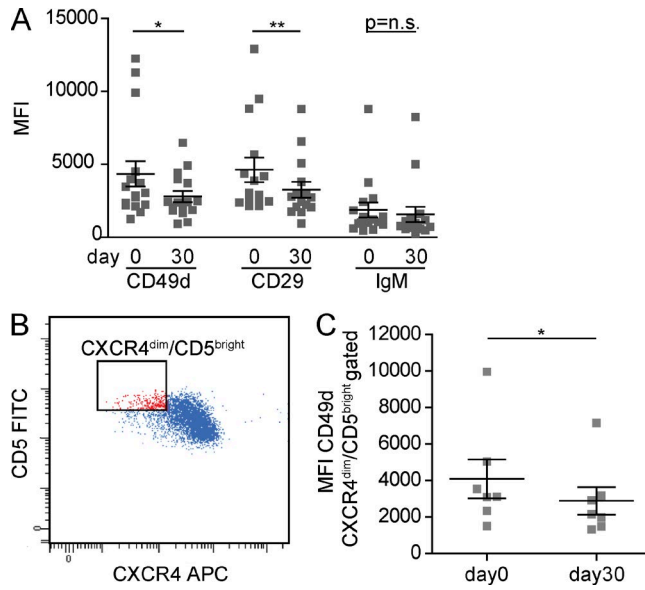 A
15000
10000
5000
0
MFI
*
**
p=n.s.
day 0 30 0 30 0 30
CD49d CD29 IgM
B
CXCR4dim/CD5bright
CD5 FITC
0
0
CXCR4 APC
C
12000
10000
8000
6000
4000
2000
0
MFI CD49d
CXCR4dim/CD5bright gated
*
day0 day30